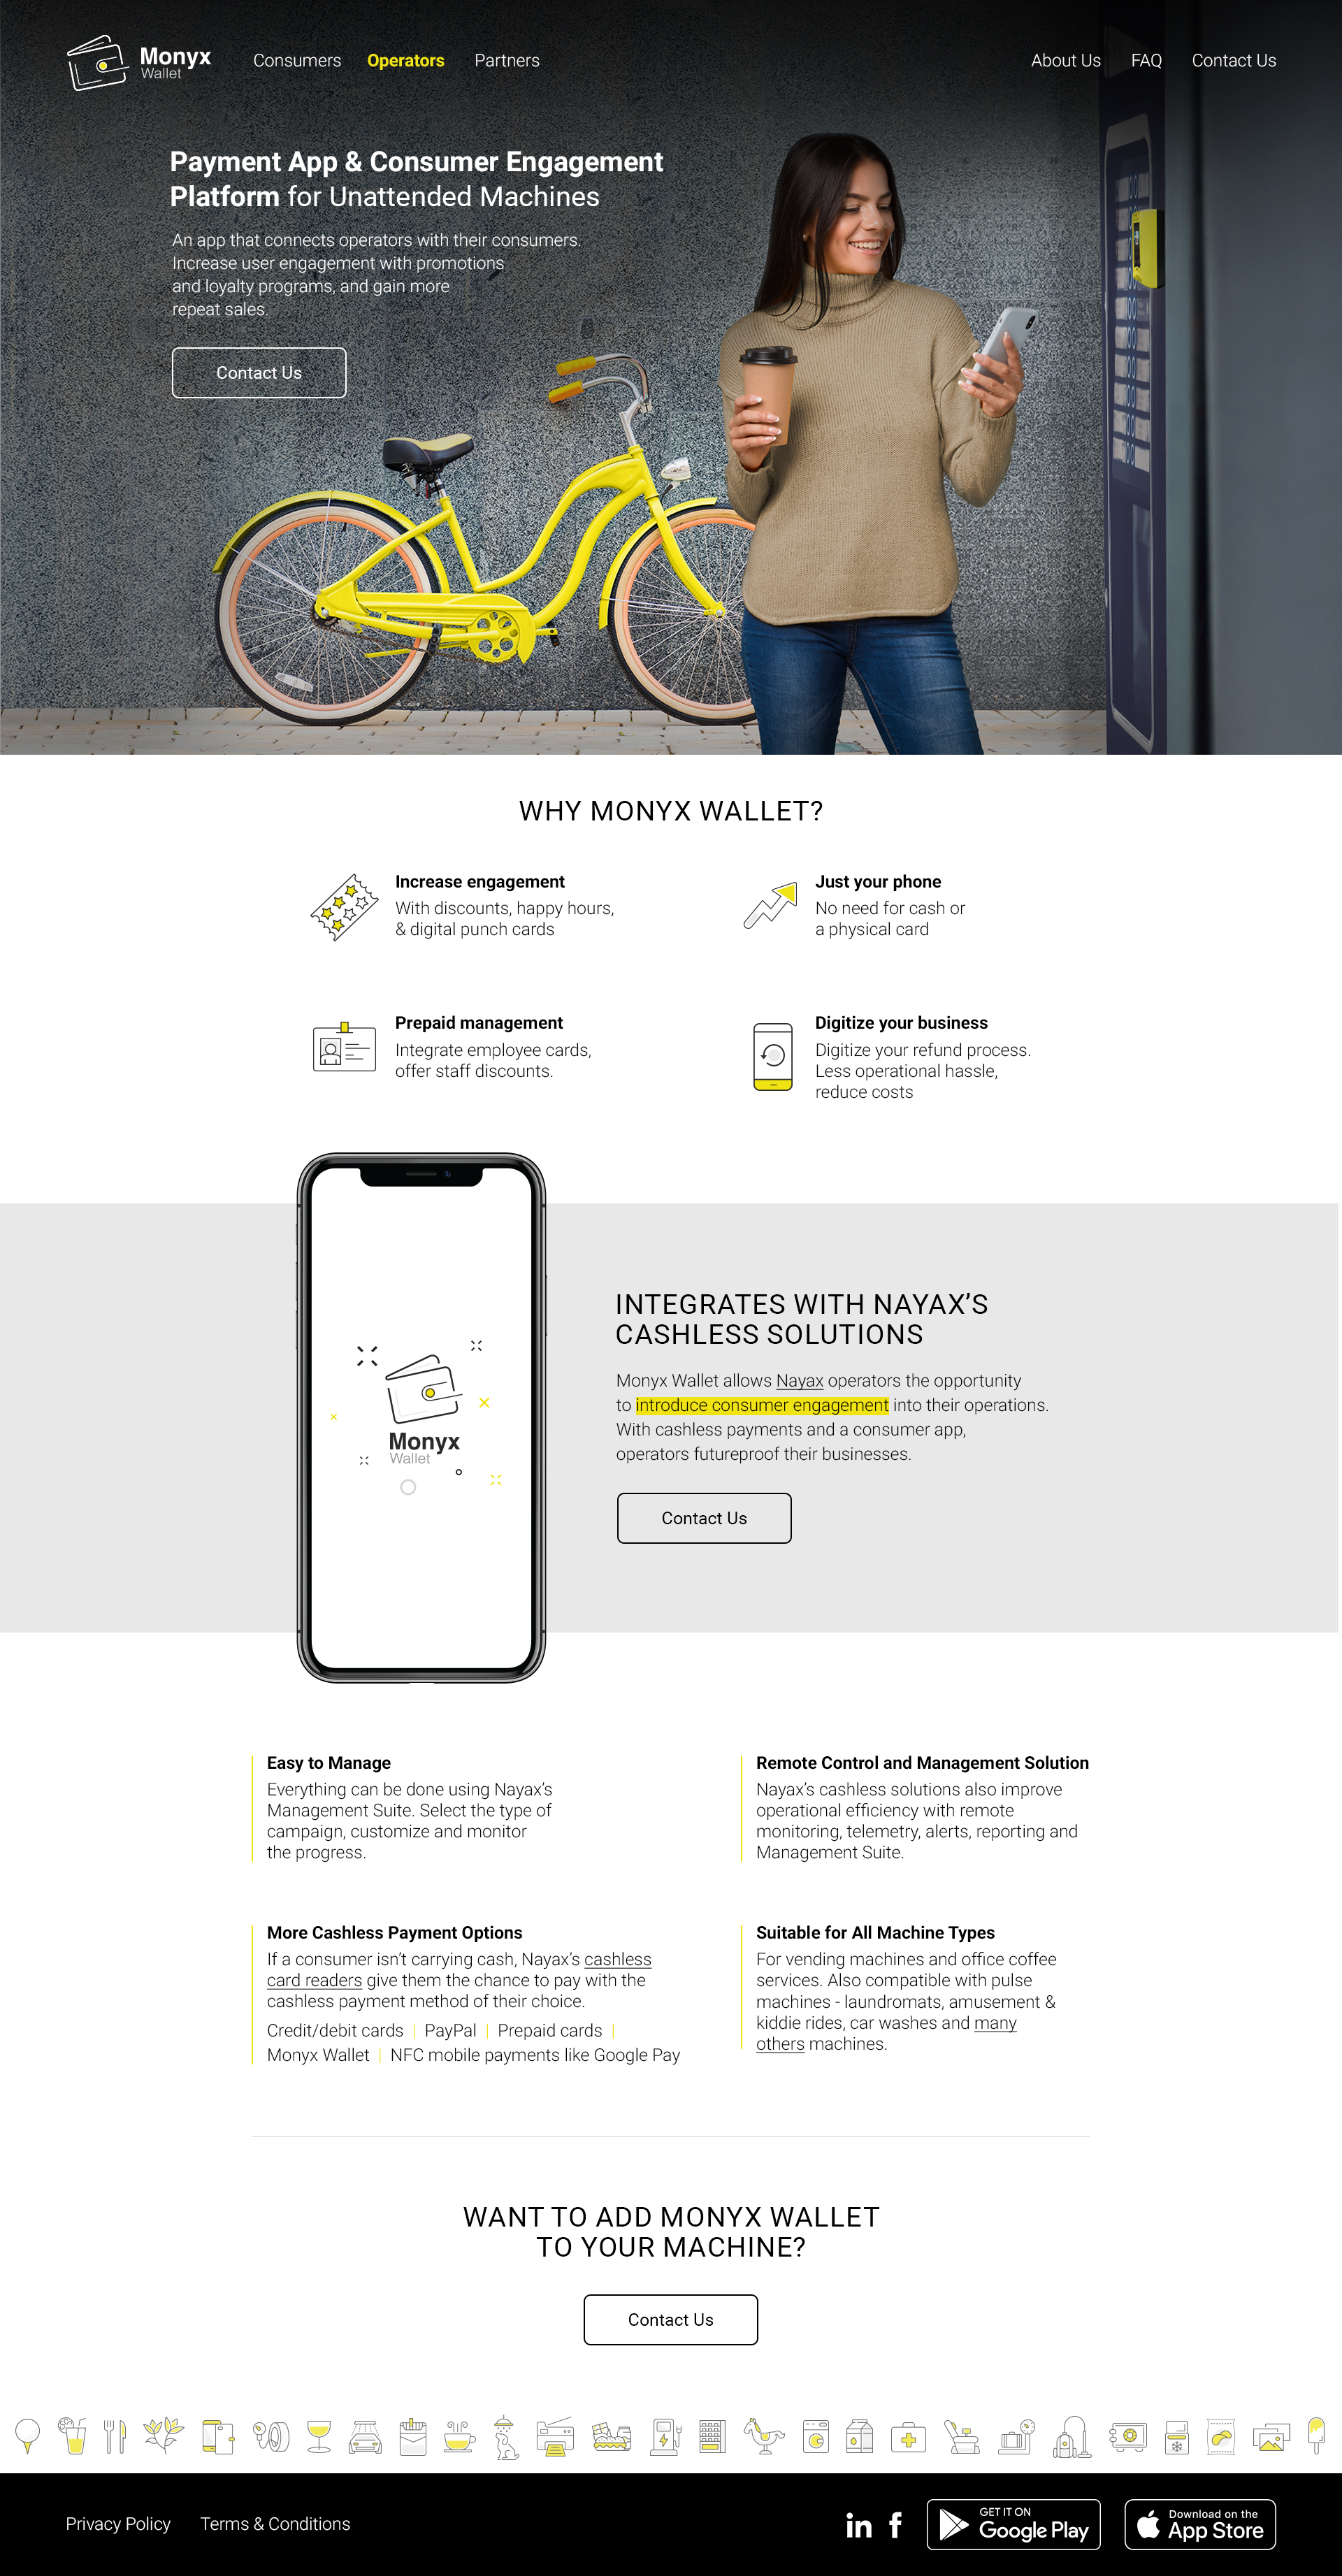 Monyx
Wallet
Consumers
Operators
Partners
About Us
FAQ
Contact Us
Payment App & Consumer Engagement
Platform for Unattended Machines
An app that connects operators with their consumers.
Increase user engagement with promotions
and loyalty programs, and gain more
repeat sales.
Contact Us
WHY MONYX WALLET?
Increase engagement
With discounts, happy hours,
& digital punch cards
Just your phone
No need for cash or
a physical card
Prepaid management
Integrate employee cards,
offer staff discounts.
Digitize your business
Digitize your refund process.
Less operational hassle,
reduce costs
Monyx
Wallet
INTEGRATES WITH NAYAX’S
CASHLESS SOLUTIONS
Monyx Wallet allows Nayax operators the opportunity
to introduce consumer engagement into their operations.
With cashless payments and a consumer app,
operators futureproof their businesses.
Contact Us
Easy to Manage
Everything can be done using Nayax’s
Management Suite. Select the type of
campaign, customize and monitor
the progress.
Remote Control and Management Solution
Nayax’s cashless solutions also improve
operational efficiency with remote
monitoring, telemetry, alerts, reporting and
Management Suite.
More Cashless Payment Options
If a consumer isn’t carrying cash, Nayax’s cashless
card readers give them the chance to pay with the
cashless payment method of their choice.
Credit/debit cards | PayPal | Prepaid cards |
Monyx Wallet | NFC mobile payments like Google Pay
Suitable for All Machine Types
For vending machines and office coffee
services. Also compatible with pulse
machines - laundromats, amusement &
kiddie rides, car washes and many
others machines.
WANT TO ADD MONYX WALLET
TO YOUR MACHINE?
Contact Us
Privacy Policy
Terms & Conditions
in
f
GET IT ON
Google Play
Download on the
App Store